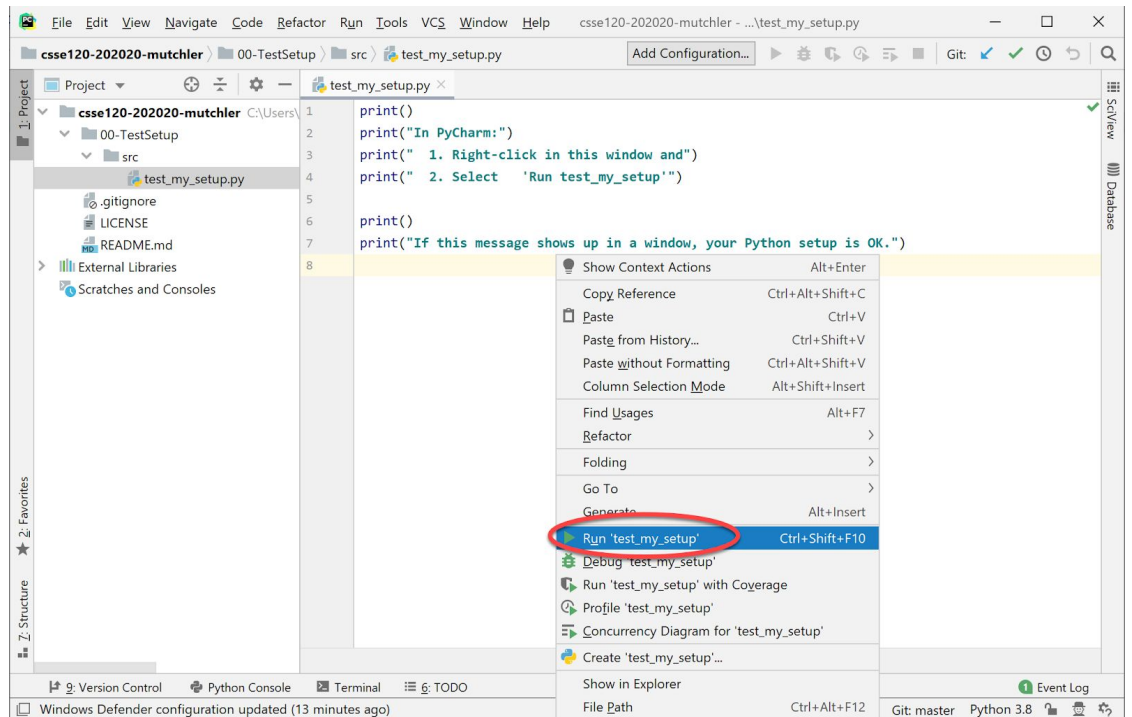 PC File Edit View Navigate Code Refactor Run Tools VCS Window Help csse120-202020-mutchler - ...\test_my_setup.py
csse120-202020-mutchler 00-TestSetup src test_my_setup.py Add Configuration... Git:
1: Project
Project
test_my_setup.py
csse120-202020-mutchler C:\Users\
00-TestSetup
src
test_my_setup.py
.gitignore
LICENSE
MD README.md
External Libraries
Scratches and Consoles
1 print()
2 print("In PyCharm:")
3 print("  1. Right-click in this window and")
4 print("  2. Select   'Run test_my_setup'")
5
6 print()
7 print("If this message shows up in a window, your Python setup is OK.")
8
SciView
Database
Show Context Actions Alt+Enter
Copy Reference Ctrl+Alt+Shift+C
Paste Ctrl+V
Paste from History... Ctrl+Shift+V
Paste without Formatting Ctrl+Alt+Shift+V
Column Selection Mode Alt+Shift+Insert
Find Usages Alt+F7
Refactor
Folding
Go To
Generate Alt+Insert
Run 'test_my_setup' Ctrl+Shift+F10
Debug 'test_my_setup'
Run 'test_my_setup' with Coverage
Profile 'test_my_setup'
Concurrency Diagram for 'test_my_setup'
Create 'test_my_setup'...
Show in Explorer
File Path Ctrl+Alt+F12
2: Favorites
Z: Structure
9: Version Control Python Console Terminal 6: TODO 1 Event Log
Windows Defender configuration updated (13 minutes ago) Git: master Python 3.8